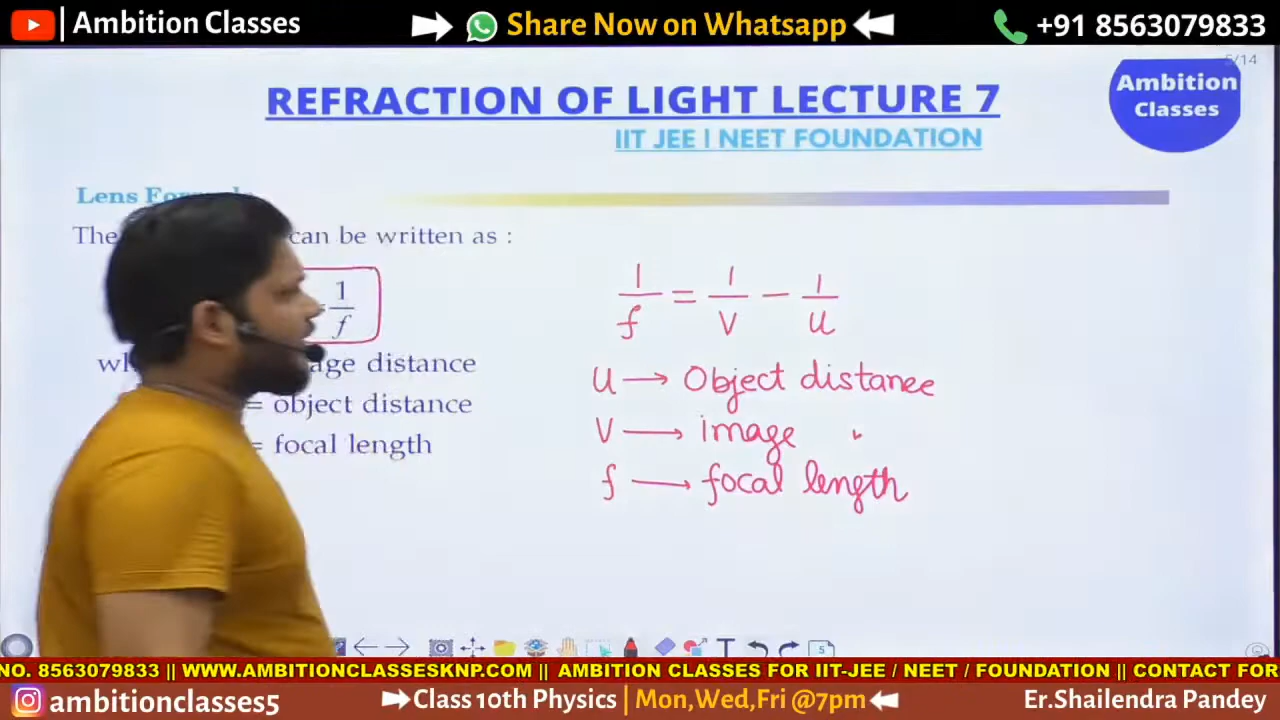 Ambition Classes
Share Now on Whatsapp
+91 8563079833
5/14
REFRACTION OF LIGHT LECTURE 7
Ambition
Classes
IIT JEE | NEET FOUNDATION
Lens
The can be written as :
1/f
1/f = 1/v - 1/u
distance
= object distance
= focal length
u → Object distance
v → image
f → focal length
NO. 8563079833 || WWW.AMBITIONCLASSESKNP.COM || AMBITION CLASSES FOR IIT-JEE / NEET / FOUNDATION || CONTACT FOR
ambitionclasses5
Class 10th Physics | Mon,Wed,Fri @7pm
Er.Shailendra Pandey